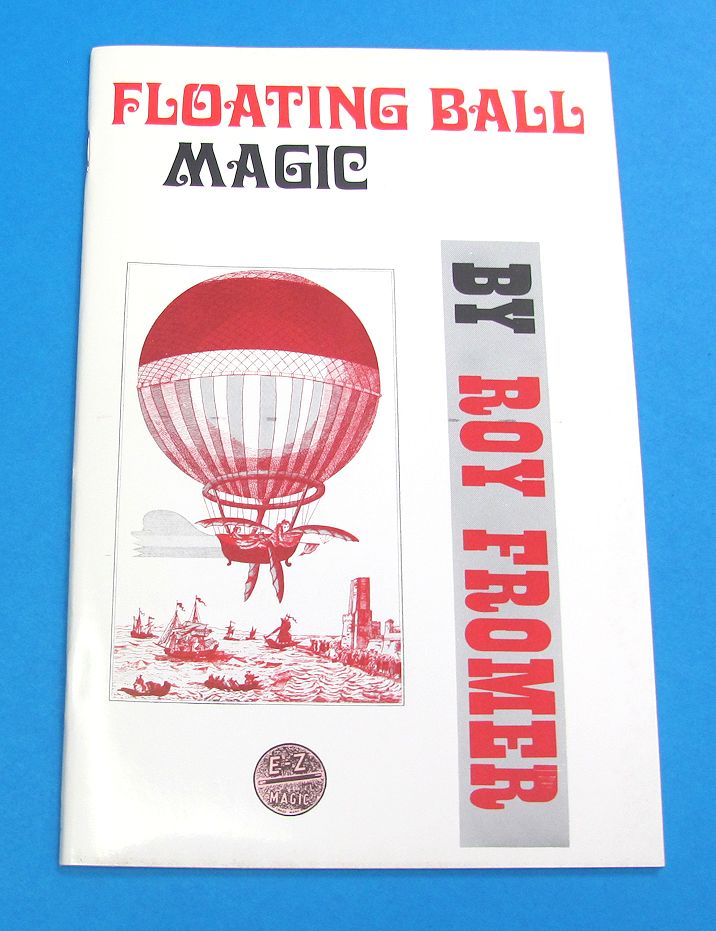 FLOATING BALL
MAGIC
BY ROY FROMER
E-Z
MAGIC